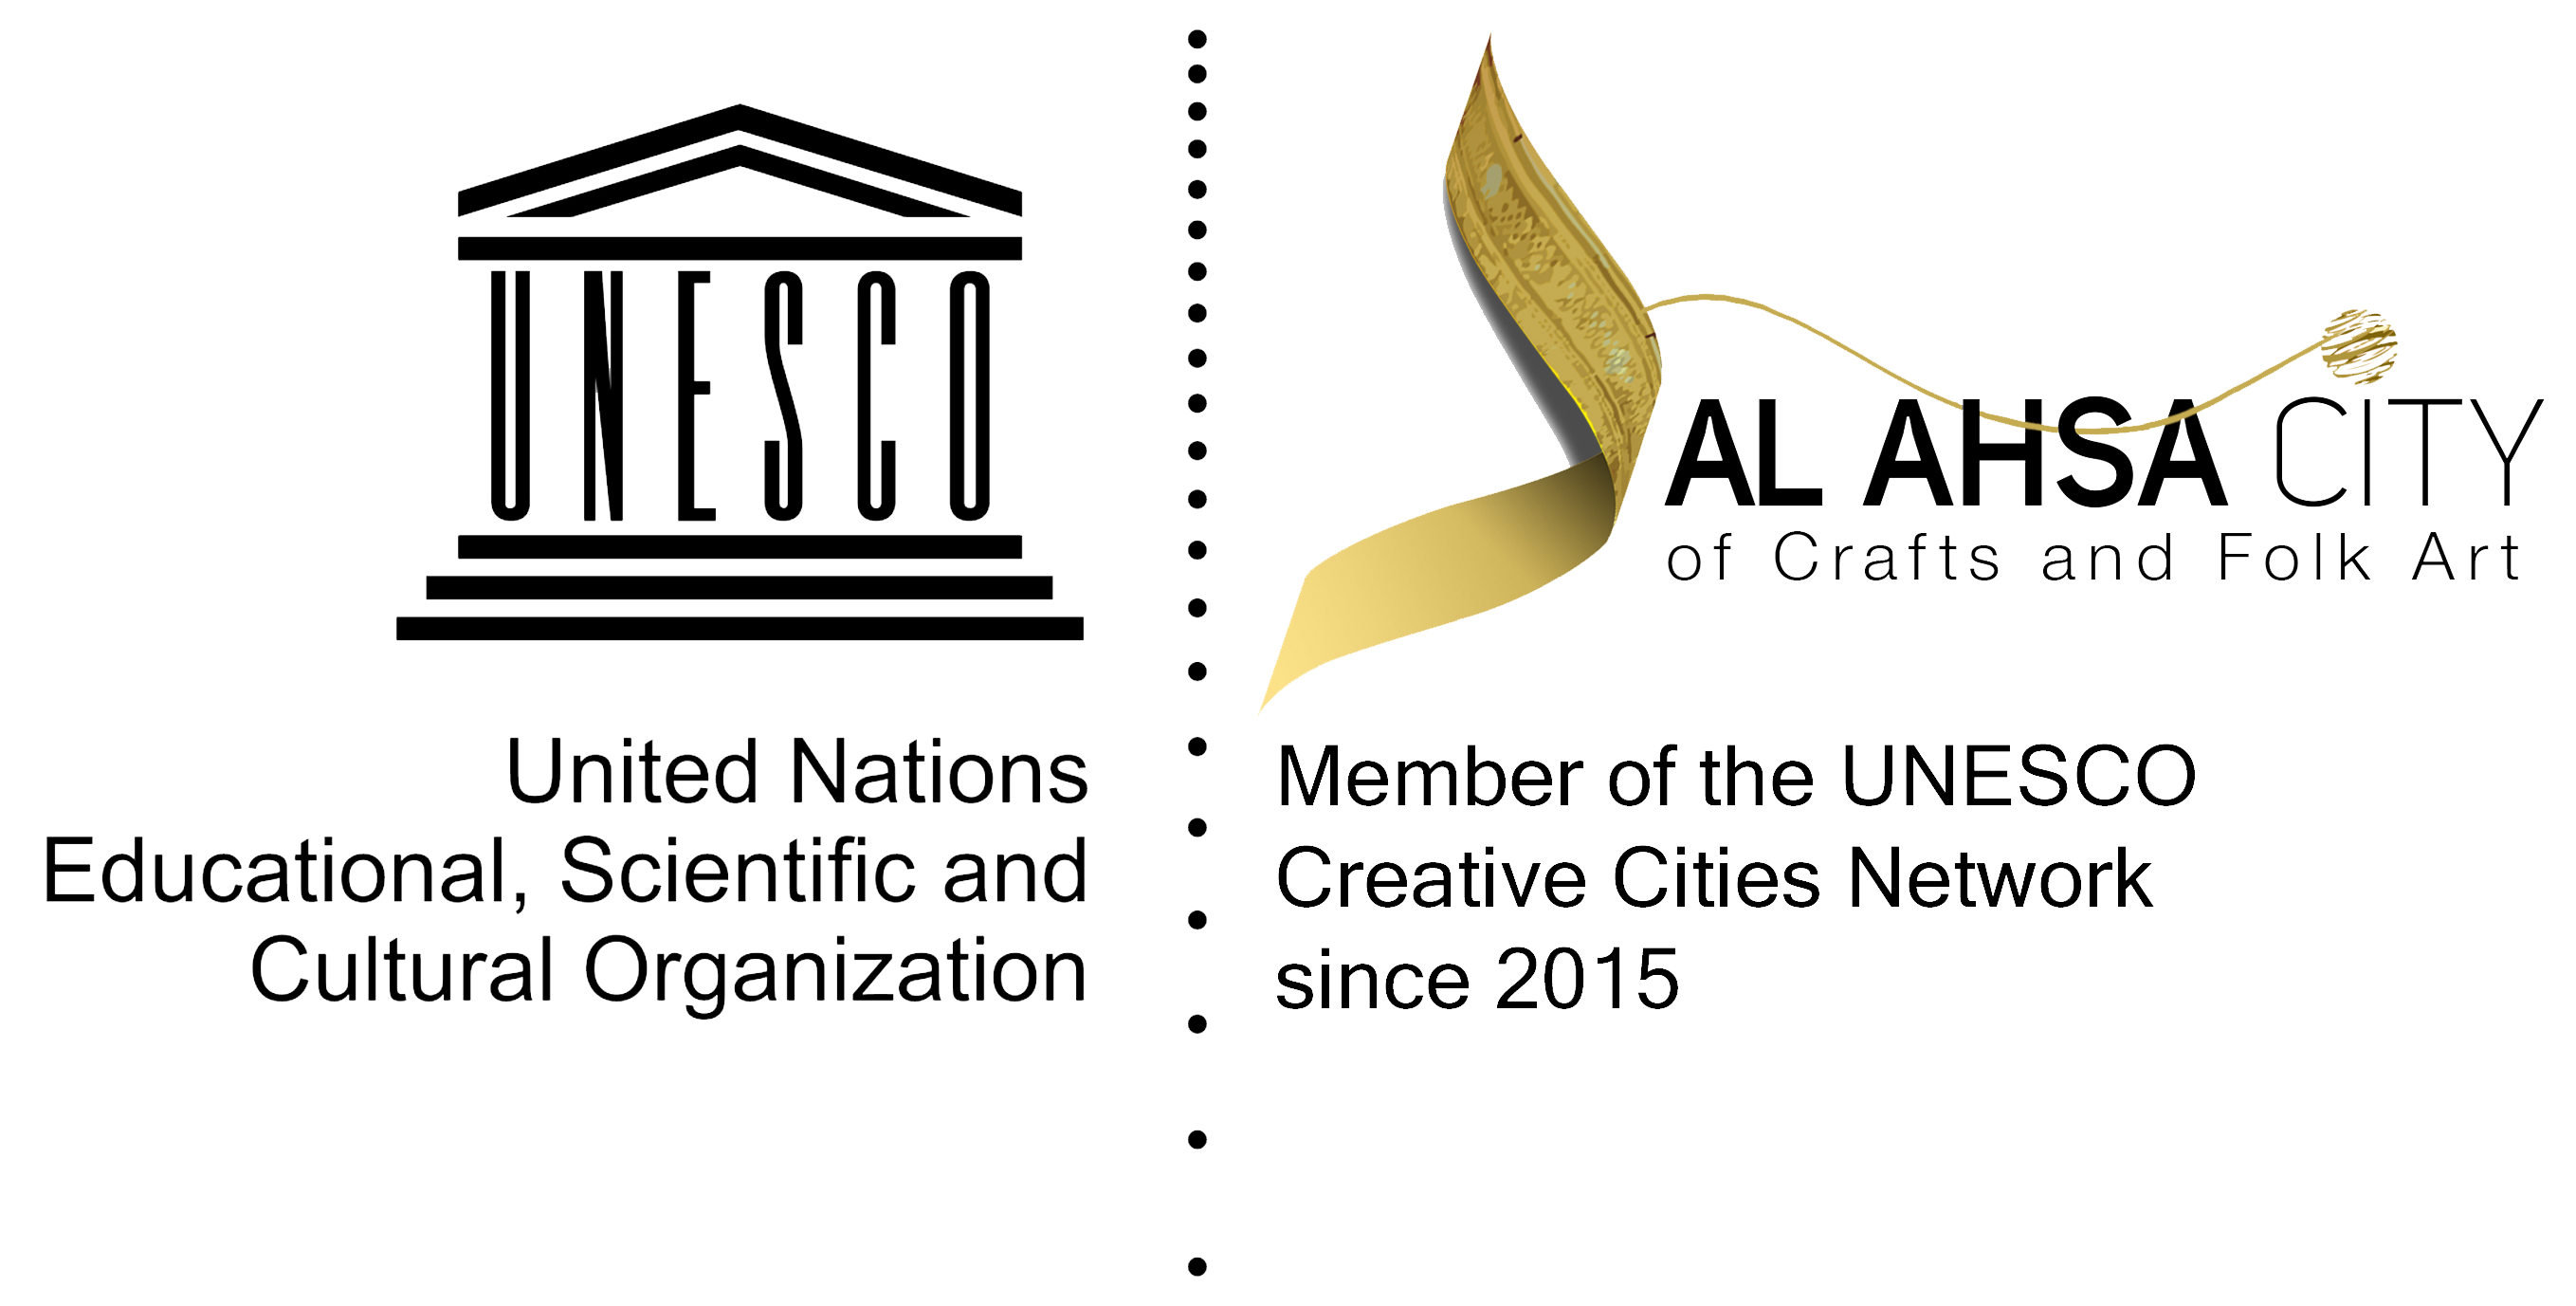 UNESCO
United Nations
Educational, Scientific and
Cultural Organization
AL AHSA CITY
of Crafts and Folk Art
Member of the UNESCO
Creative Cities Network
since 2015